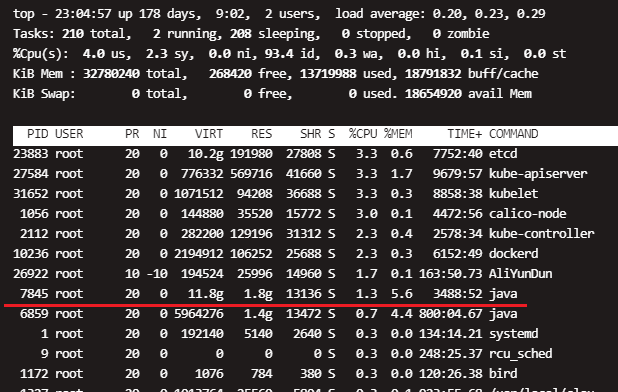 top - 23:04:57 up 178 days,  9:02,  2 users,  load average: 0.20, 0.23, 0.29
Tasks: 210 total,   2 running, 208 sleeping,   0 stopped,   0 zombie
%Cpu(s):  4.0 us,  2.3 sy,  0.0 ni, 93.4 id,  0.3 wa,  0.0 hi,  0.1 si,  0.0 st
KiB Mem : 32780240 total,   268420 free, 13719988 used, 18791832 buff/cache
KiB Swap:        0 total,        0 free,        0 used. 18654920 avail Mem
PID USER      PR  NI    VIRT    RES    SHR S  %CPU %MEM     TIME+ COMMAND
23883 root      20   0   10.2g 191980  27808 S   3.3  0.6   7752:40 etcd
27584 root      20   0  776332 569716  41660 S   3.3  1.7   9679:57 kube-apiserver
31652 root      20   0 1071512  94208  36688 S   3.3  0.3   8858:38 kubelet
1056 root      20   0  144880  35520  15772 S   3.0  0.1   4472:56 calico-node
2112 root      20   0  282200 129196  31312 S   2.3  0.4   2578:34 kube-controller
10236 root      20   0 2194912 106252  25688 S   2.3  0.3   6152:49 dockerd
26922 root      10 -10  194524  25996  14960 S   1.7  0.1 163:50.73 AliYunDun
7845 root      20   0   11.8g   1.8g  13136 S   1.3  5.6   3488:52 java
6859 root      20   0 5964276   1.4g  13472 S   0.7  4.4 800:04.67 java
1 root      20   0  192140   5140   2640 S   0.3  0.0 134:14.21 systemd
9 root      20   0       0      0      0 S   0.3  0.0 248:25.37 rcu_sched
1172 root      20   0    1076    784    380 S   0.3  0.0 120:26.38 bird